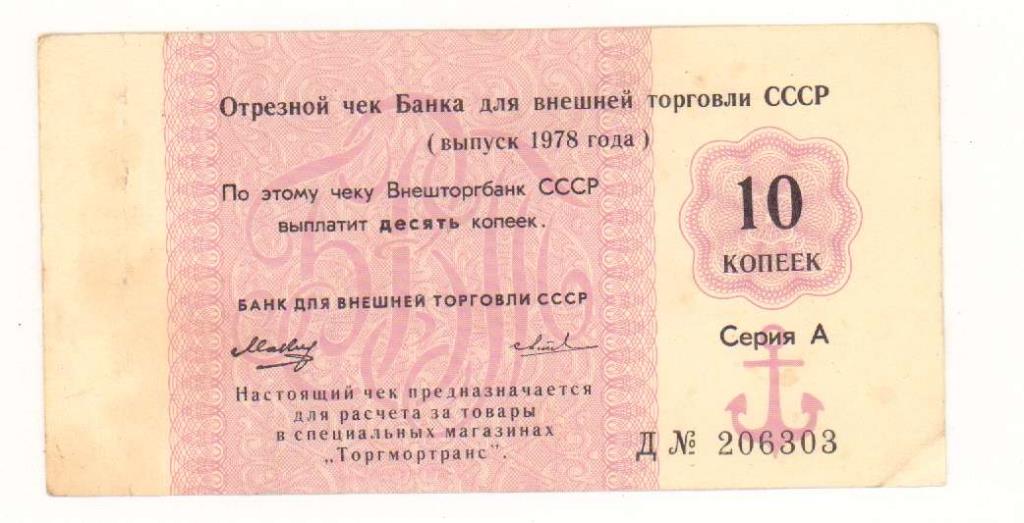 Отрезной чек Банка для внешней торговли СССР
( выпуск 1978 года )
По этому чеку Внешторгбанк СССР
выплатит десять копеек.
10
КОПЕЕК
БАНК ДЛЯ ВНЕШНЕЙ ТОРГОВЛИ СССР
Серия А
Настоящий чек предназначается
для расчета за товары
в специальных магазинах
„Торгмортранс".
Д № 206303